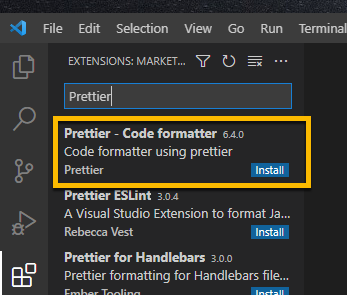 File Edit Selection View Go Run Terminal
EXTENSIONS: MARKET...
Prettier
Prettier - Code formatter 6.4.0
Code formatter using prettier
Prettier Install
Prettier ESLint 3.0.4
A Visual Studio Extension to format Ja...
Rebecca Vest Install
Prettier for Handlebars 3.0.0
Prettier formatting for Handlebars file...
Ember Tooling Install